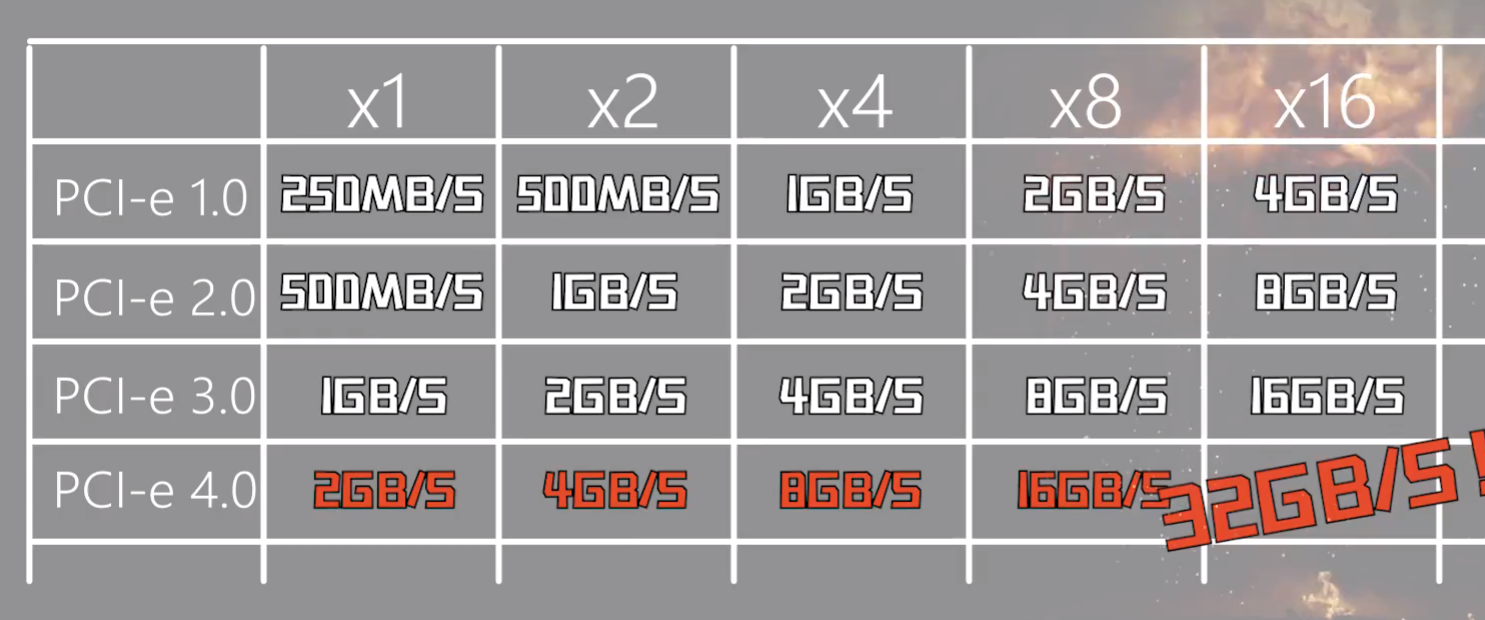 x1 x2 x4 x8 x16
PCI-e 1.0 250MB/S 500MB/S 1GB/S 2GB/S 4GB/S
PCI-e 2.0 500MB/S 1GB/S 2GB/S 4GB/S 8GB/S
PCI-e 3.0 1GB/S 2GB/S 4GB/S 8GB/S 16GB/S
PCI-e 4.0 2GB/S 4GB/S 8GB/S 16GB/S 32GB/S!